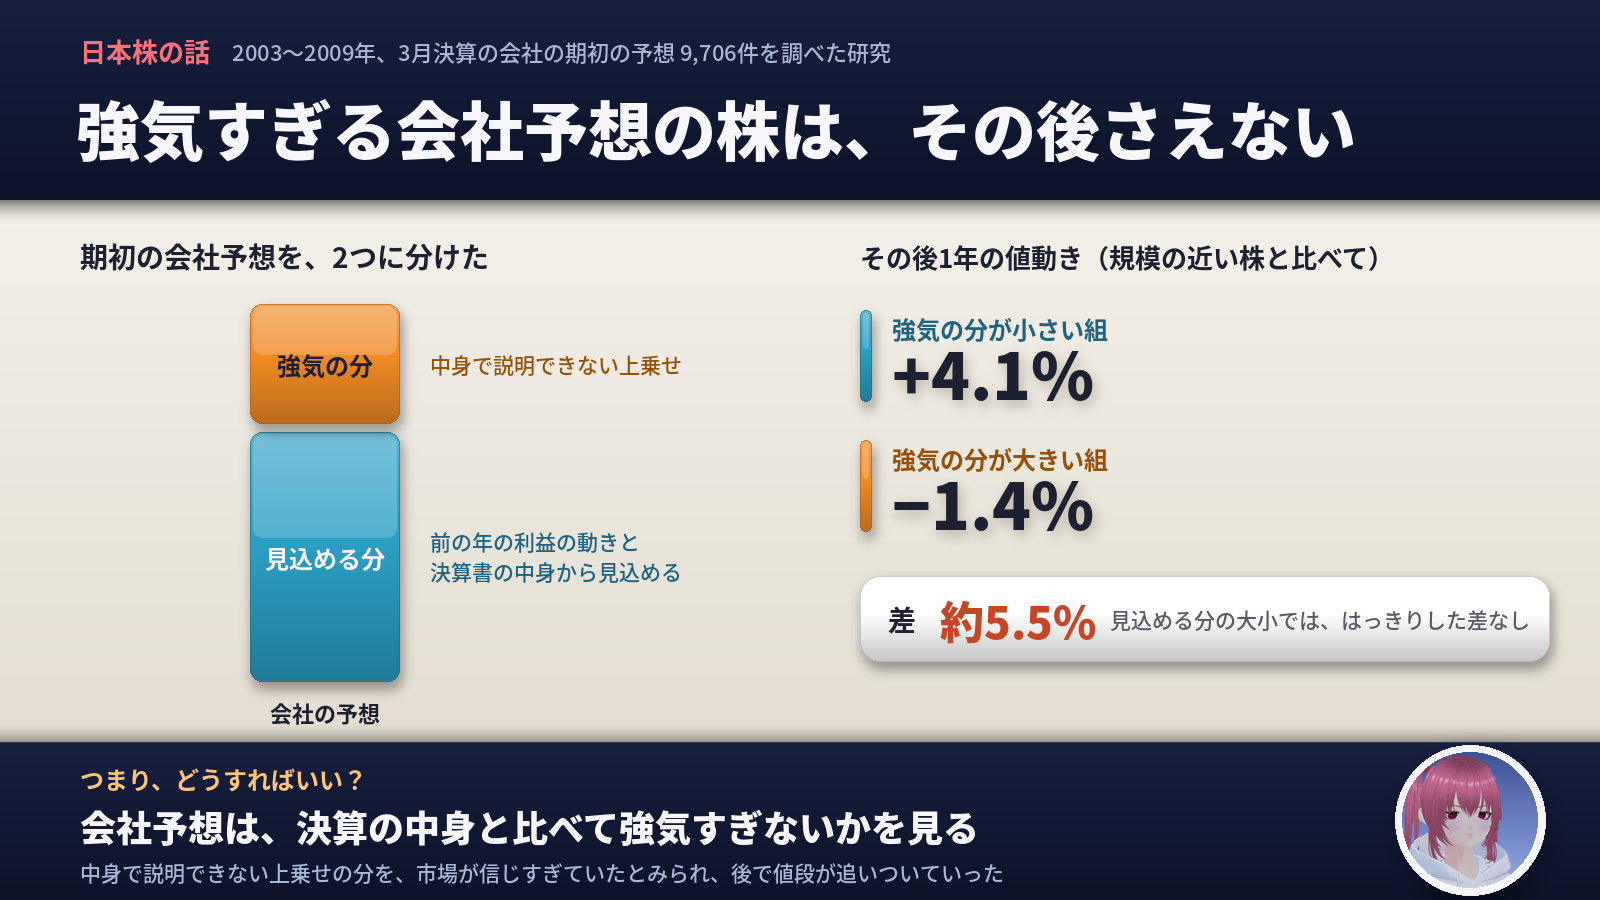 日本株の話 2003〜2009年、3月決算の会社の期初の予想 9,706件を調べた研究
強気すぎる会社予想の株は、その後さえない
期初の会社予想を、2つに分けた
強気の分
中身で説明できない上乗せ
見込める分
前の年の利益の動きと
決算書の中身から見込める
会社の予想
その後1年の値動き（規模の近い株と比べて）
強気の分が小さい組
+4.1%
強気の分が大きい組
−1.4%
差 約5.5% 見込める分の大小では、はっきりした差なし
つまり、どうすればいい？
会社予想は、決算の中身と比べて強気すぎないかを見る
中身で説明できない上乗せの分を、市場が信じすぎていたとみられ、後で値段が追いついていった